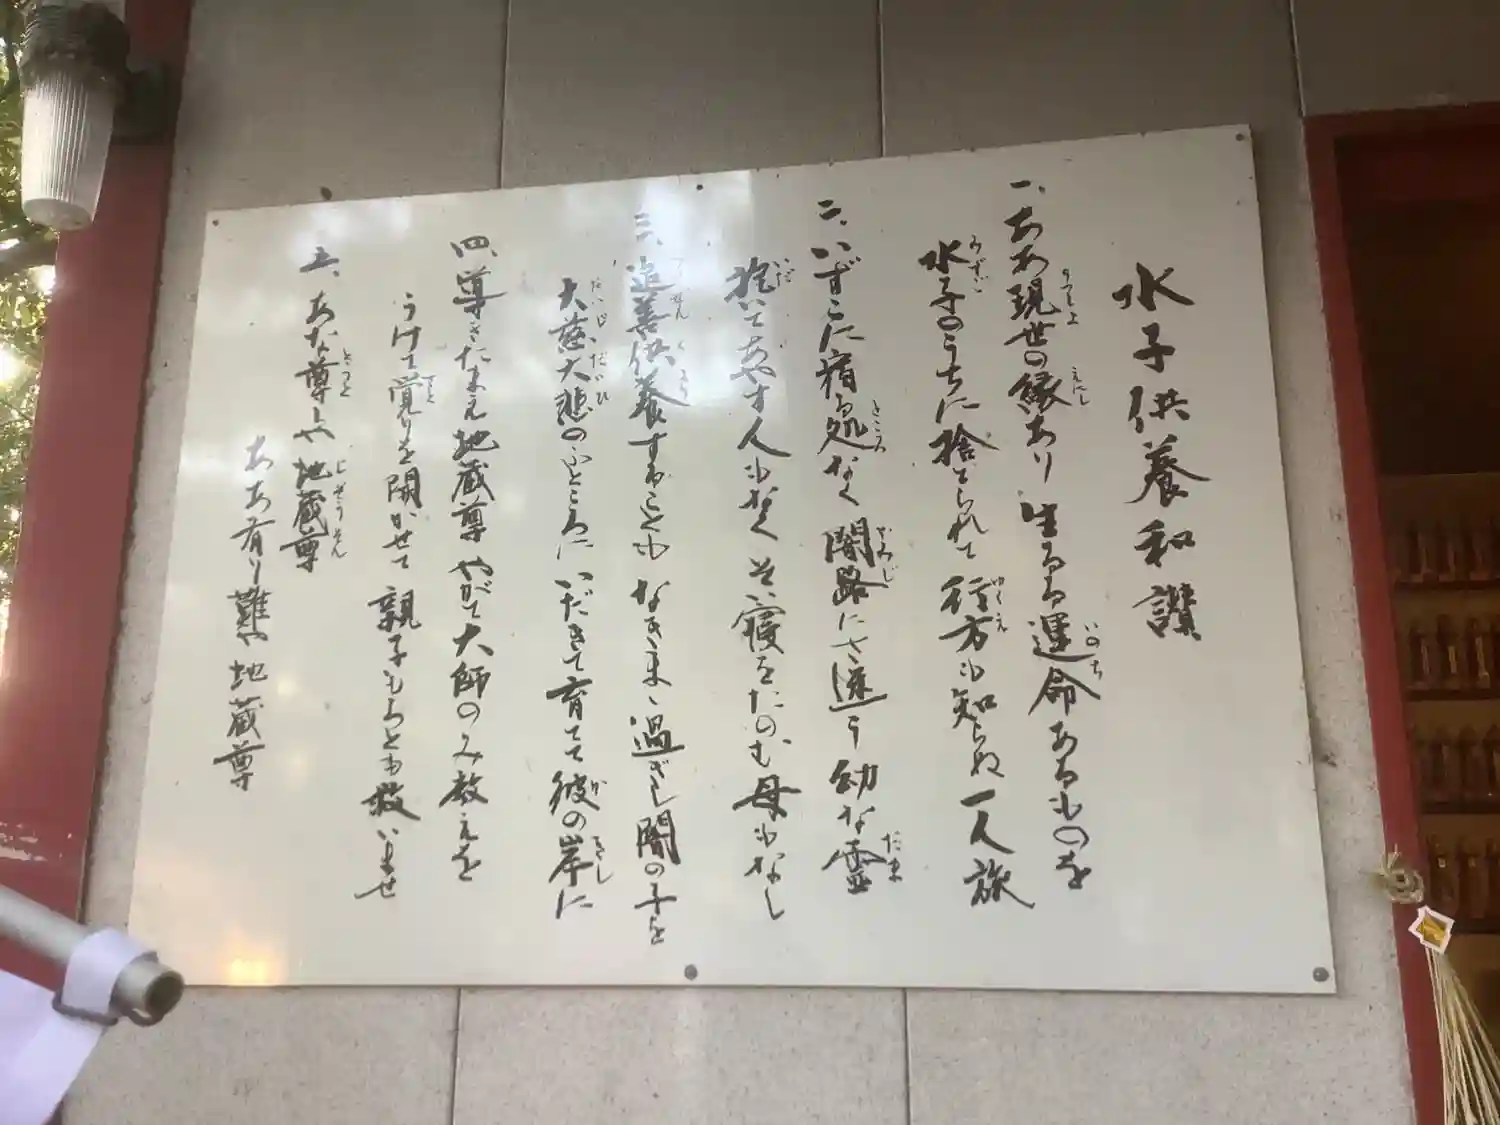 水子供養和讃
一、ああ現世の縁あり 生るる運命あるものを
水子のうちに捨てられて 行方も知らぬ一人旅
二、いずこに宿る処なく 闇路にさ迷う幼な霊
抱いてあやす人もなく そい寝をたのむ母もなし
三、追善供養するひとも なきまゝ過ぎし闇の子を
大慈大悲のふところに いだきて育てて彼の岸に
四、導きたまえ地蔵尊 やがて大師のみ教えを
うけて覚りを開かせて 親子もろとも救いませ
五、あな尊しや地蔵尊
ああ有り難や地蔵尊